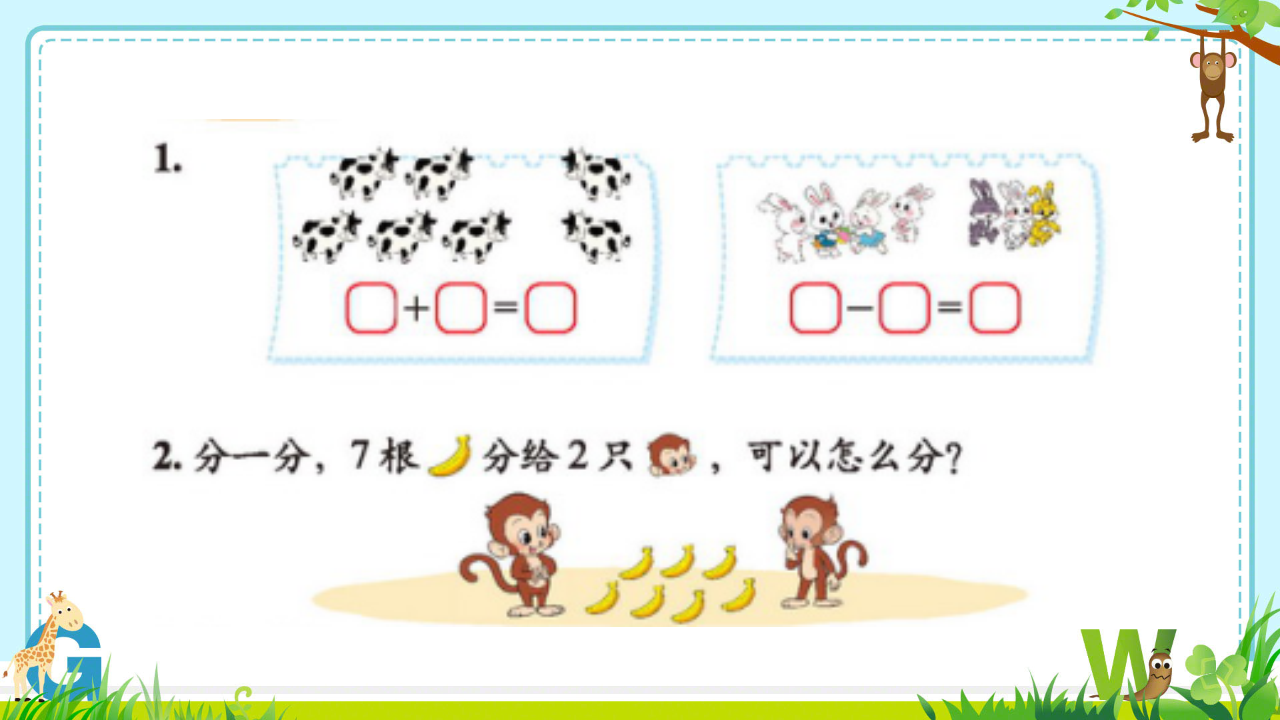 1.
□+□=□
□-□=□
2. 分一分，7根 分给2只 ，可以怎么分？
G
W